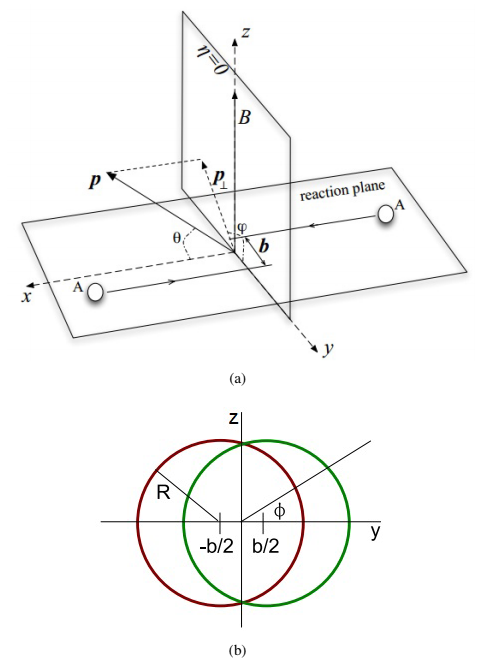 z
η=0
B
p
p⊥
reaction plane
A
φ
θ
b
A
x
y
(a)
z
R
ϕ
-b/2 b/2
y
(b)